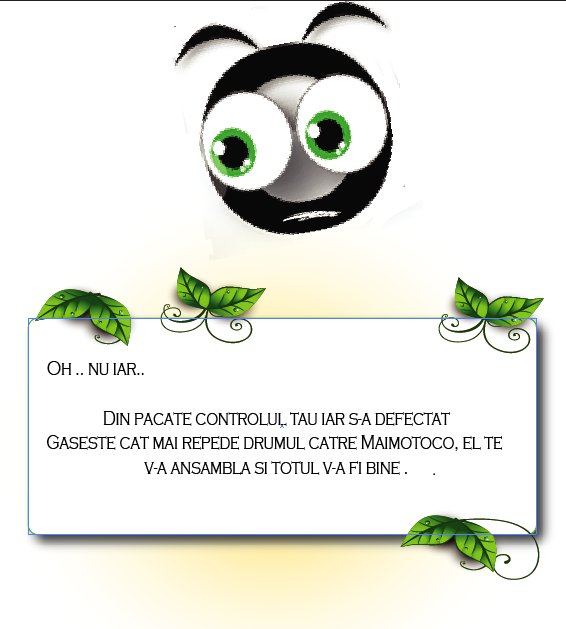 Oh .. nu iar..
Din pacate controlul tau iar s-a defectat
Gaseste cat mai repede drumul catre Maimotoco, el te
v-a ansambla si totul v-a fi bine . .